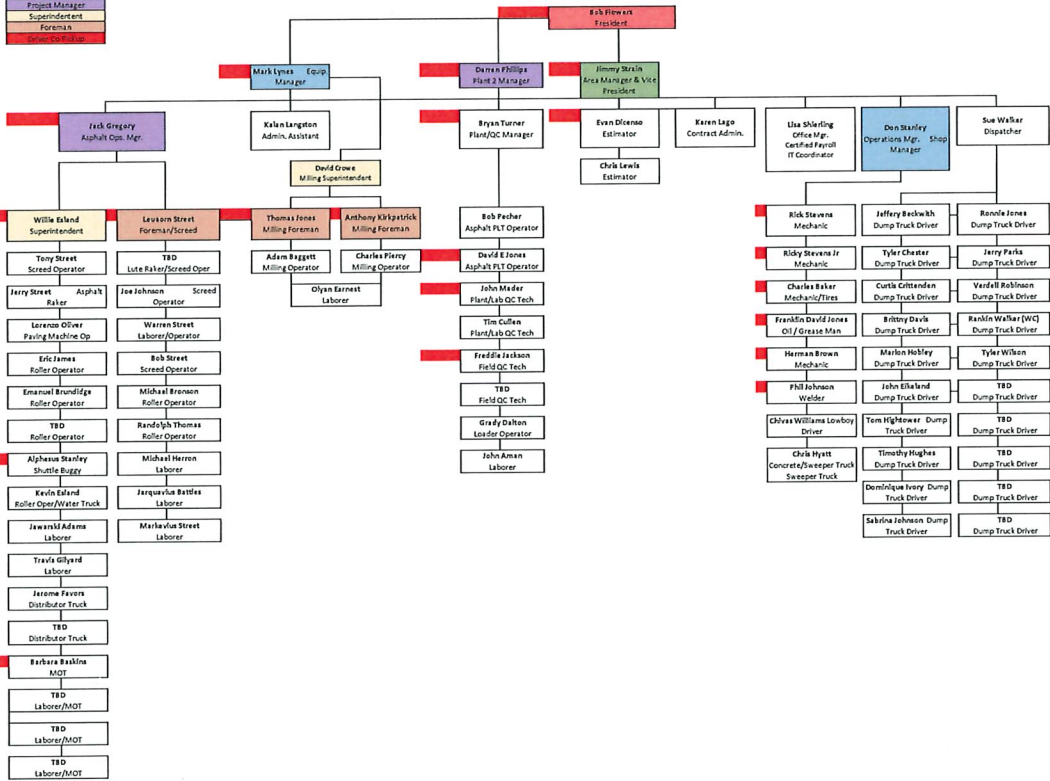 Project Manager
Superindentent
Foreman
Driver Co Pickup
Bob Flowers
President
Mark Lynes Equip.
Manager
Darren Phillips
Plant 2 Manager
Jimmy Strain
Area Manager & Vice
President
Jack Gregory
Asphalt Ops. Mgr.
Kalan Langston
Admin. Assistant
Bryan Turner
Plant/QC Manager
Evan Dicenso
Estimator
Karen Lago
Contract Admin.
Lisa Shierling
Office Mgr.
Certified Payroll
IT Coordinator
Don Stanley
Operations Mgr. Shop
Manager
Sue Walker
Dispatcher
David Crowe
Milling Superintendent
Chris Lewis
Estimator
Willie Esland
Superintendent
Tony Street
Screed Operator
Jerry Street Asphalt
Raker
Lorenzo Oliver
Paving Machine Op
Eric James
Roller Operator
Emanuel Brundidge
Roller Operator
TBD
Roller Operator
Alphesus Stanley
Shuttle Buggy
Kevin Esland
Roller Oper/Water Truck
Jawarski Adams
Laborer
Travis Gilyard
Laborer
Jerome Favors
Distributor Truck
TBD
Distributor Truck
Barbara Baskins
MOT
TBD
Laborer/MOT
TBD
Laborer/MOT
TBD
Laborer/MOT
Leusorn Street
Foreman/Screed
TBD
Lute Raker/Screed Oper
Joe Johnson Screed
Operator
Warren Street
Laborer/Operator
Bob Street
Screed Operator
Michael Bronson
Roller Operator
Randolph Thomas
Roller Operator
Michael Herron
Laborer
Jarquavius Battles
Laborer
Markevius Street
Laborer
Thomas Jones
Milling Foreman
Adam Baggett
Milling Operator
Anthony Kirkpatrick
Milling Foreman
Charles Piercy
Milling Operator
Olyan Earnest
Laborer
Bob Pecher
Asphalt PLT Operator
David E Jones
Asphalt PLT Operator
John Mader
Plant/Lab QC Tech
Tim Cullen
Plant/Lab QC Tech
Freddie Jackson
Field QC Tech
TBD
Field QC Tech
Grady Dalton
Loader Operator
John Aman
Laborer
Rick Stevens
Mechanic
Ricky Stevens Jr
Mechanic
Charles Baker
Mechanic/Tires
Franklin David Jones
Oil / Grease Man
Herman Brown
Mechanic
Phil Johnson
Welder
Chivas Williams Lowboy
Driver
Chris Hyatt
Concrete/Sweeper Truck
Sweeper Truck
Jeffery Beckwith
Dump Truck Driver
Tyler Chester
Dump Truck Driver
Curtis Crittenden
Dump Truck Driver
Brittny Davis
Dump Truck Driver
Marlon Hobley
Dump Truck Driver
John Eikeland
Dump Truck Driver
Tom Hightower Dump
Truck Driver
Timothy Hughes
Dump Truck Driver
Dominique Ivory Dump
Truck Driver
Sabrina Johnson Dump
Truck Driver
Ronnie Jones
Dump Truck Driver
Jerry Parks
Dump Truck Driver
Verdell Robinson
Dump Truck Driver
Rankin Walker (WC)
Dump Truck Driver
Tyler Wilson
Dump Truck Driver
TBD
Dump Truck Driver
TBD
Dump Truck Driver
TBD
Dump Truck Driver
TBD
Dump Truck Driver
TBD
Dump Truck Driver